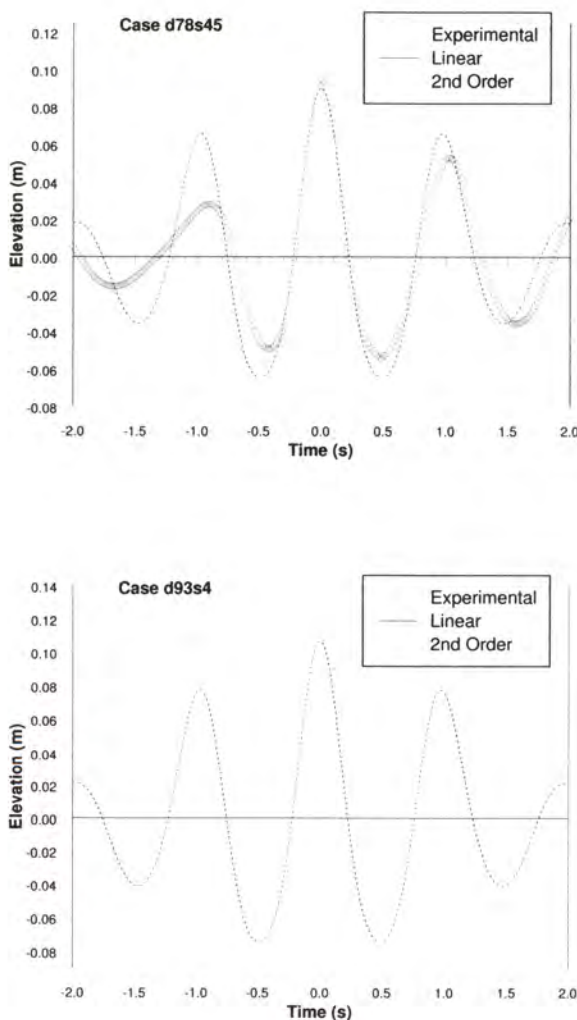 Case d78s45
Experimental
Linear
2nd Order
0.12
0.10
0.08
0.06
0.04
0.02
0.00
-0.02
-0.04
-0.06
-0.08
Elevation (m)
-2.0 -1.5 -1.0 -0.5 0.0 0.5 1.0 1.5 2.0
Time (s)
Case d93s4
Experimental
Linear
2nd Order
0.14
0.12
0.10
0.08
0.06
0.04
0.02
0.00
-0.02
-0.04
-0.06
-0.08
Elevation (m)
-2.0 -1.5 -1.0 -0.5 0.0 0.5 1.0 1.5 2.0
Time (s)